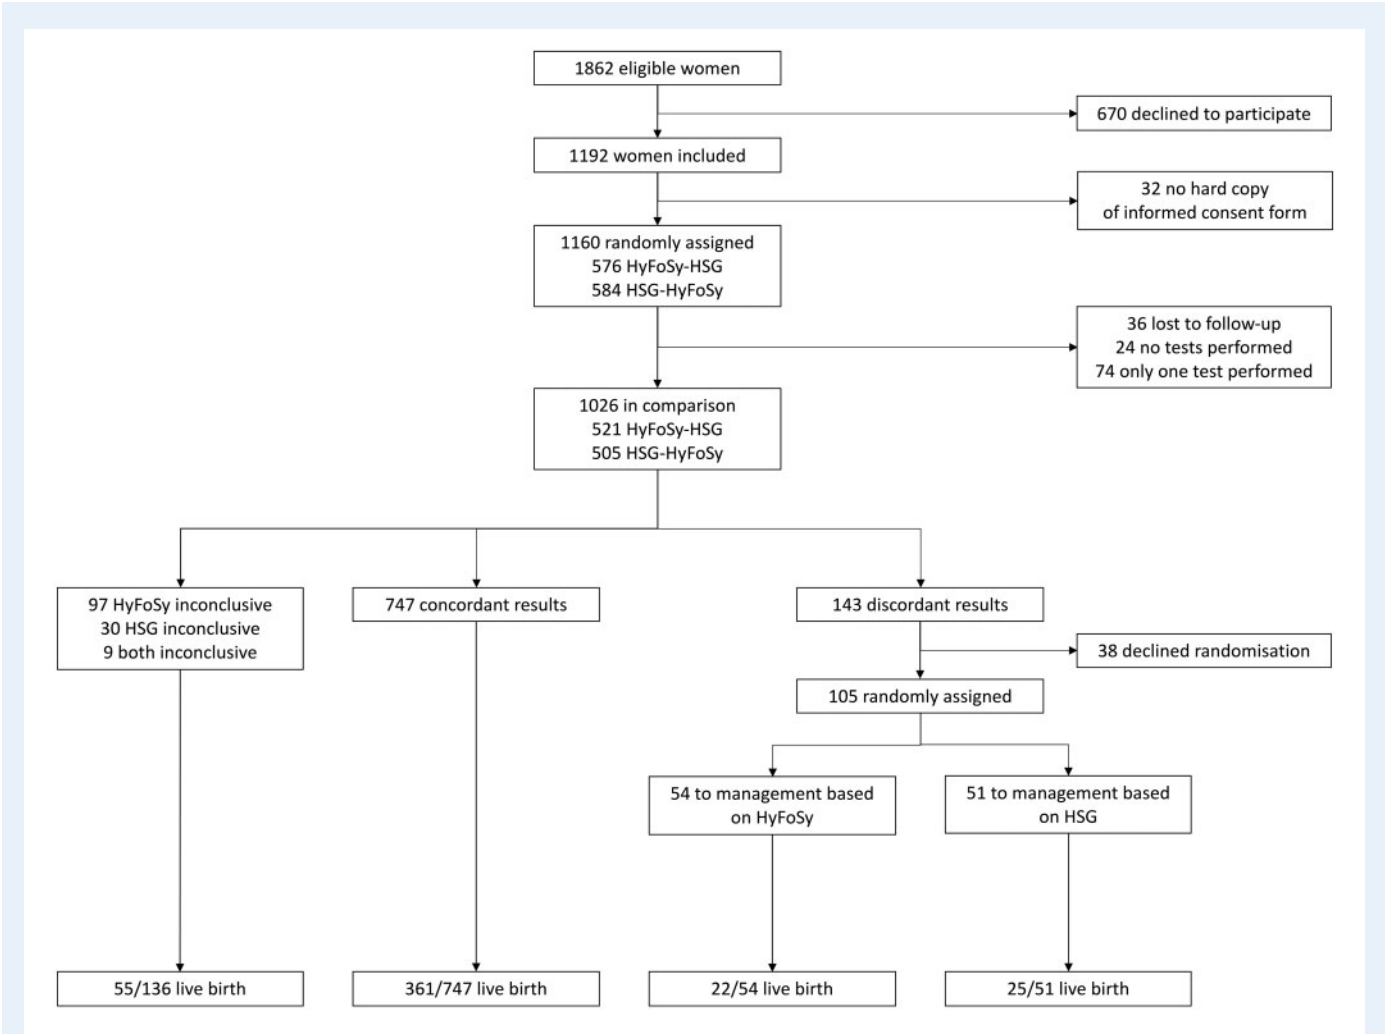 1862 eligible women
670 declined to participate
1192 women included
32 no hard copy
of informed consent form
1160 randomly assigned
576 HyFoSy-HSG
584 HSG-HyFoSy
36 lost to follow-up
24 no tests performed
74 only one test performed
1026 in comparison
521 HyFoSy-HSG
505 HSG-HyFoSy
97 HyFoSy inconclusive
30 HSG inconclusive
9 both inconclusive
747 concordant results
143 discordant results
38 declined randomisation
105 randomly assigned
54 to management based
on HyFoSy
51 to management based
on HSG
55/136 live birth
361/747 live birth
22/54 live birth
25/51 live birth